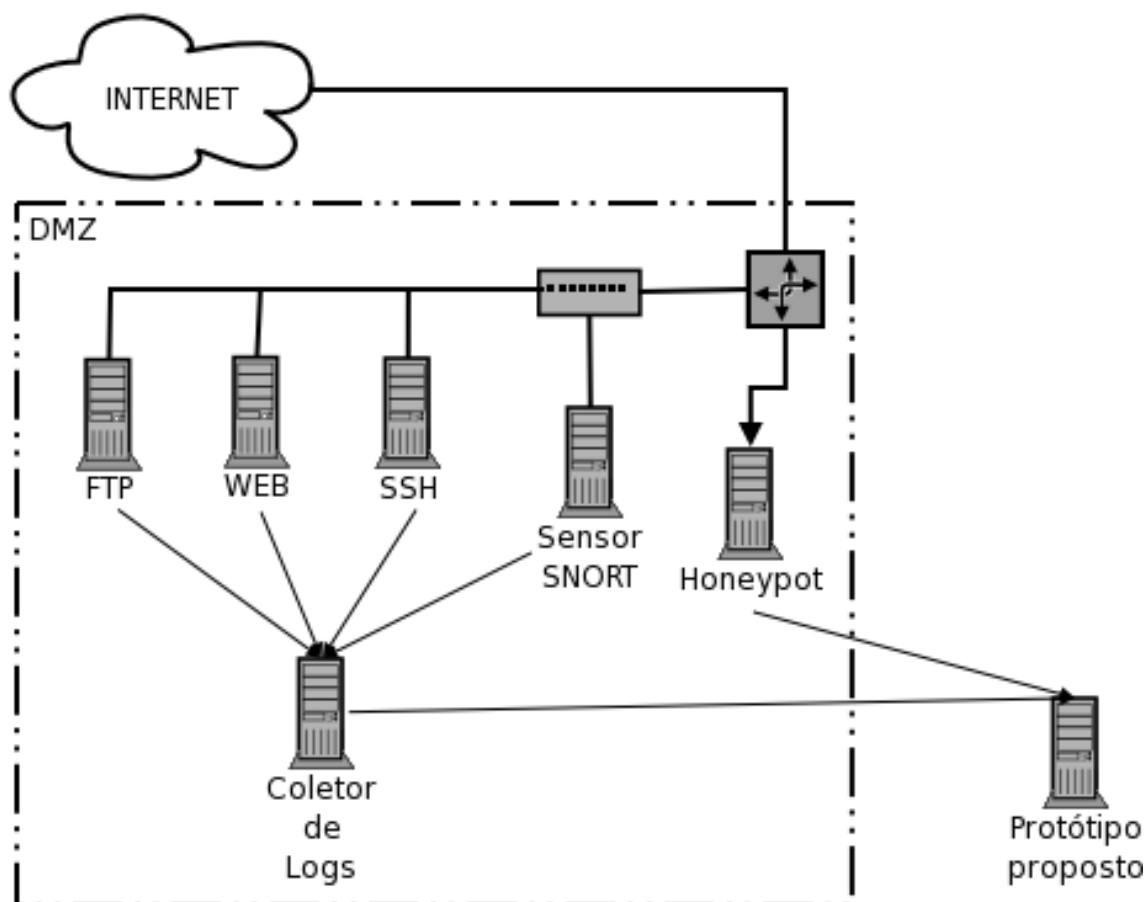 INTERNET
DMZ
FTP
WEB
SSH
Sensor
SNORT
Honeypot
Coletor
de
Logs
Protótipo
proposto